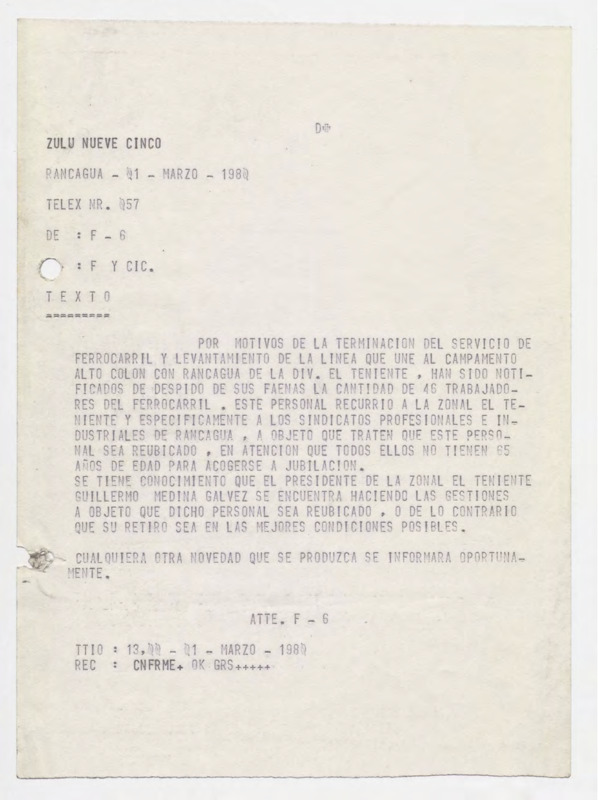 D*
ZULU NUEVE CINCO
RANCAGUA - 01 - MARZO - 1980
TELEX NR. 057
DE : F - 6
: F Y CIC.
T E X T O
=========
POR MOTIVOS DE LA TERMINACION DEL SERVICIO DE
FERROCARRIL Y LEVANTAMIENTO DE LA LINEA QUE UNE AL CAMPAMENTO
ALTO COLON CON RANCAGUA DE LA DIV. EL TENIENTE , HAN SIDO NOTI-
FICADOS DE DESPIDO DE SUS FAENAS LA CANTIDAD DE 46 TRABAJADO-
RES DEL FERROCARRIL . ESTE PERSONAL RECURRIO A LA ZONAL EL TE-
NIENTE Y ESPECIFICAMENTE A LOS SINDICATOS PROFESIONALES E IN-
DUSTRIALES DE RANCAGUA , A OBJETO QUE TRATEN QUE ESTE PERSO-
NAL SEA REUBICADO , EN ATENCION QUE TODOS ELLOS NO TIENEN 65
AÑOS DE EDAD PARA ACOGERSE A JUBILACION.
SE TIENE CONOCIMIENTO QUE EL PRESIDENTE DE LA ZONAL EL TENIENTE
GUILLERMO MEDINA GALVEZ SE ENCUENTRA HACIENDO LAS GESTIONES
A OBJETO QUE DICHO PERSONAL SEA REUBICADO , O DE LO CONTRARIO
QUE SU RETIRO SEA EN LAS MEJORES CONDICIONES POSIBLES.
CUALQUIERA OTRA NOVEDAD QUE SE PRODUZCA SE INFORMARA OPORTUNA-
MENTE.
ATTE. F - 6
TTIO : 13,00 - 01 - MARZO - 1980
REC : CNFRME+ OK GRS+++++